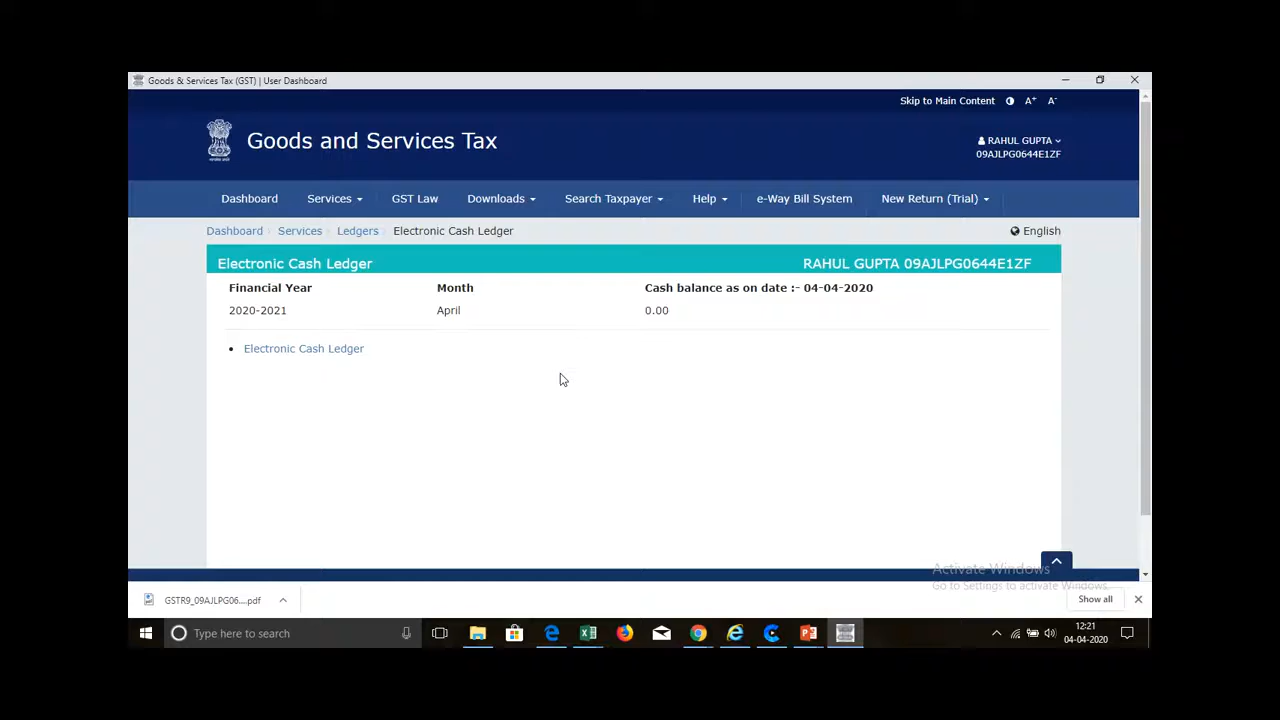 Goods & Services Tax (GST) | User Dashboard
Skip to Main Content A+ A-
Goods and Services Tax
RAHUL GUPTA
09AJLPG0644E1ZF
Dashboard Services GST Law Downloads Search Taxpayer Help e-Way Bill System New Return (Trial)
Dashboard Services Ledgers Electronic Cash Ledger English
Electronic Cash Ledger RAHUL GUPTA 09AJLPG0644E1ZF
Financial Year Month Cash balance as on date :- 04-04-2020
2020-2021 April 0.00
Electronic Cash Ledger
Activate Windows
Go to Settings to activate Windows.
GSTR9_09AJLPG06....pdf Show all
Type here to search 12:21
04-04-2020